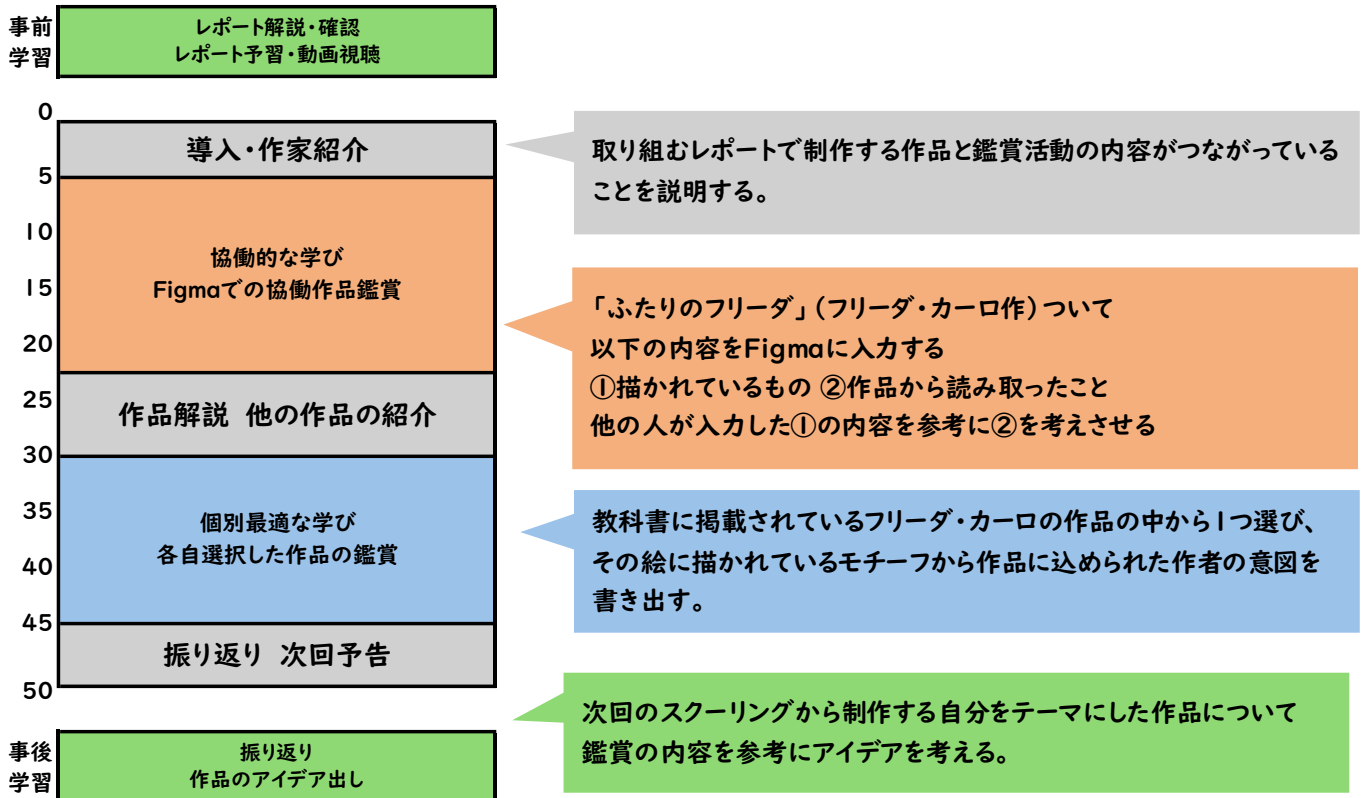 事前
学習
レポート解説・確認
レポート予習・動画視聴
0
導入・作家紹介
取り組むレポートで制作する作品と鑑賞活動の内容がつながっている
ことを説明する。
5
10
協働的な学び
Figmaでの協働作品鑑賞
15
20
「ふたりのフリーダ」(フリーダ・カーロ作)ついて
以下の内容をFigmaに入力する
①描かれているもの ②作品から読み取ったこと
他の人が入力した①の内容を参考に②を考えさせる
25
作品解説 他の作品の紹介
30
35
個別最適な学び
各自選択した作品の鑑賞
40
教科書に掲載されているフリーダ・カーロの作品の中から1つ選び、
その絵に描かれているモチーフから作品に込められた作者の意図を
書き出す。
45
振り返り 次回予告
50
次回のスクーリングから制作する自分をテーマにした作品について
鑑賞の内容を参考にアイデアを考える。
事後
学習
振り返り
作品のアイデア出し